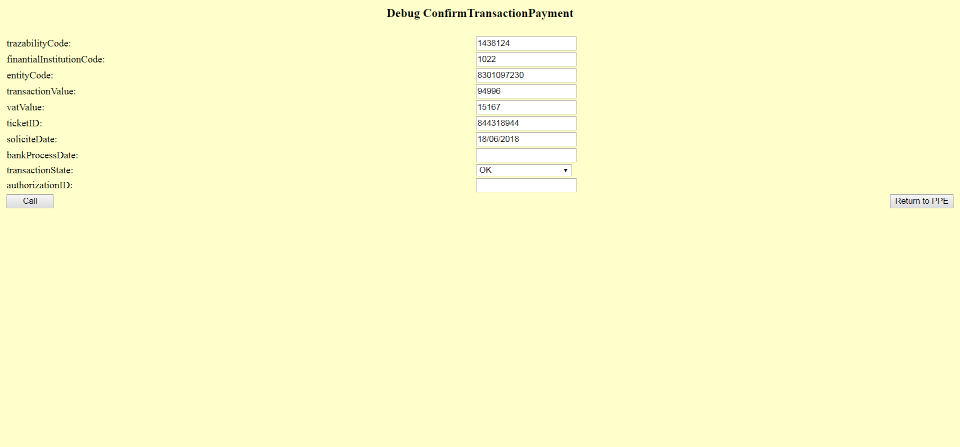 Debug ConfirmTransactionPayment
trazabilityCode: 1438124
finantialInstitutionCode: 1022
entityCode: 8301097230
transactionValue: 94996
vatValue: 15167
ticketID: 844318944
soliciteDate: 18/06/2018
bankProcessDate:
transactionState: OK
authorizationID:
Call Return to PPE